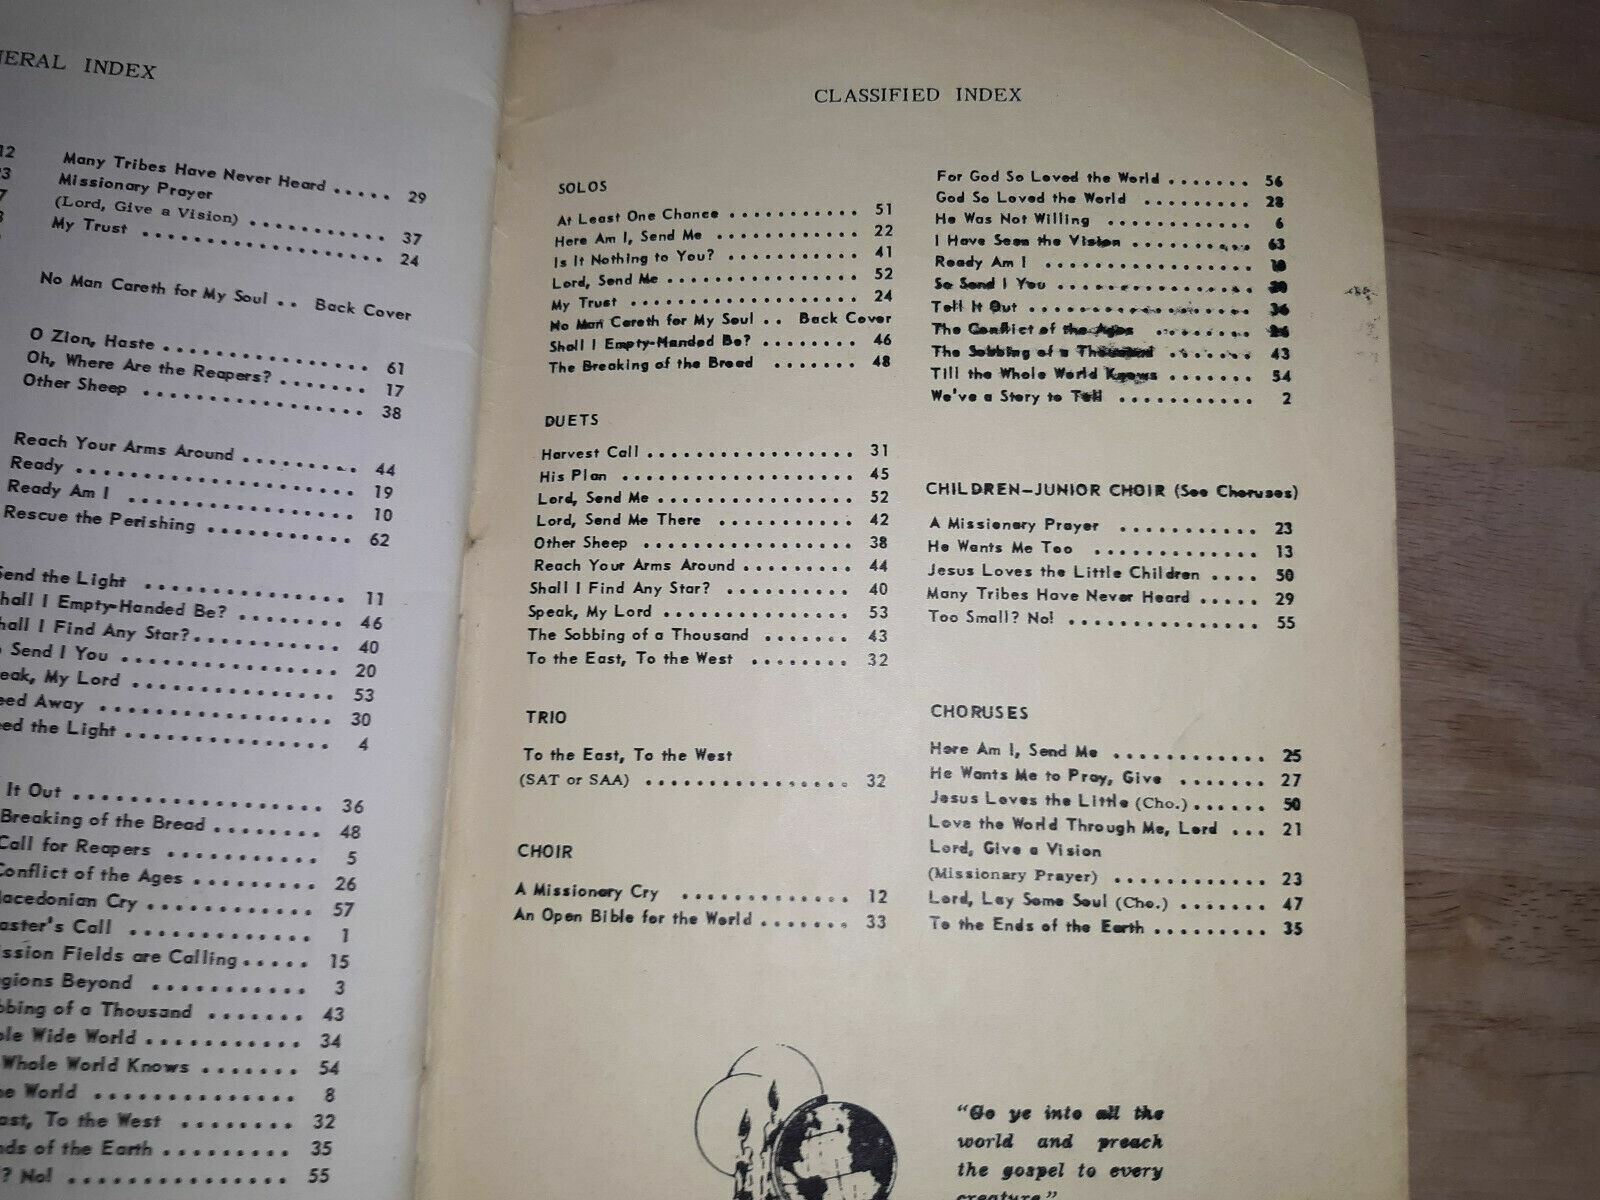 NERAL INDEX
12
23
7
Many Tribes Have Never Heard ..... 29
Missionary Prayer
(Lord, Give a Vision) ........... 37
My Trust .................. 24
No Man Careth for My Soul .. Back Cover
O Zion, Haste ................ 61
Oh, Where Are the Reapers? ....... 17
Other Sheep ................. 38
Reach Your Arms Around ......... 44
Ready .................... 19
Ready Am I ................ 10
Rescue the Perishing ........... 62
Send the Light ............... 11
hall I Empty-Handed Be? ........ 46
hall I Find Any Star? ........... 40
Send I You ................ 20
eak, My Lord ............... 53
eed Away ................. 30
eed the Light ................ 4
It Out ................... 36
Breaking of the Bread ........ 48
Call for Reapers ........... 5
Conflict of the Ages ......... 26
Macedonian Cry ............. 57
aster's Call ............. 1
ission Fields are Calling ..... 15
egions Beyond ........... 3
bbing of a Thousand ....... 43
ole Wide World ........... 34
Whole World Knows ....... 54
he World .............. 8
ast, To the West ........ 32
nds of the Earth .......... 35
? No! ................ 55
CLASSIFIED INDEX
SOLOS
At Least One Chance ........... 51
Here Am I, Send Me ............ 22
Is It Nothing to You? ........... 41
Lord, Send Me ............... 52
My Trust .................. 24
No Man Careth for My Soul .. Back Cover
Shall I Empty-Handed Be? ........ 46
The Breaking of the Bread ....... 48
DUETS
Harvest Call ................ 31
His Plan .................. 45
Lord, Send Me ............... 52
Lord, Send Me There ........... 42
Other Sheep ................ 38
Reach Your Arms Around ......... 44
Shall I Find Any Star? .......... 40
Speak, My Lord .............. 53
The Sobbing of a Thousand ....... 43
To the East, To the West ........ 32
TRIO
To the East, To the West
(SAT or SAA) ............... 32
CHOIR
A Missionary Cry ............. 12
An Open Bible for the World ...... 33
For God So Loved the World ....... 56
God So Loved the World ......... 28
He Was Not Willing ........... 6
I Have Seen the Vision .......... 63
Ready Am I ................
So Send I You ...............
Tell It Out ................. 36
The Conflict of the Ages ........ 26
The Sobbing of a Thousand ....... 43
Till the Whole World Knows ....... 54
We've a Story to Tell ........... 2
CHILDREN–JUNIOR CHOIR (See Choruses)
A Missionary Prayer ........... 23
He Wants Me Too ............. 13
Jesus Loves the Little Children .... 50
Many Tribes Have Never Heard ..... 29
Too Small? No! ............... 55
CHORUSES
Here Am I, Send Me ............ 25
He Wants Me to Pray, Give ....... 27
Jesus Loves the Little (Cho.) ...... 50
Love the World Through Me, Lord ... 21
Lord, Give a Vision
(Missionary Prayer) ............ 23
Lord, Lay Some Soul (Cho.) ....... 47
To the Ends of the Earth ......... 35
"Go ye into all the
world and preach
the gospel to every
creature"